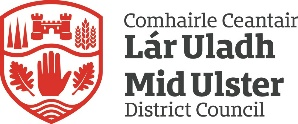 Comhairle Ceantair
Lár Uladh
Mid Ulster
District Council